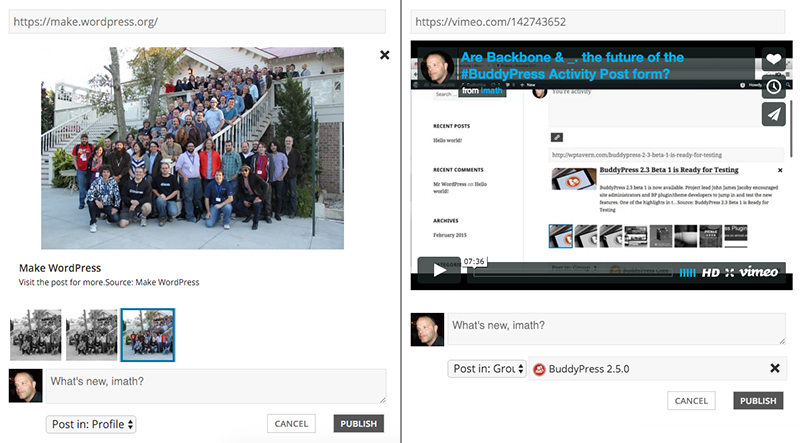 https://make.wordpress.org/
Make WordPress
Visit the post for more.Source: Make WordPress
What's new, imath?
Post in: Profile
CANCEL
PUBLISH
https://vimeo.com/142743652
Are Backbone & _. the future of the
#BuddyPress Activity Post form?
from imath
Search...
You're activity
RECENT POSTS
Hello world!
http://wptavern.com/buddypress-2-3-beta-1-is-ready-for-testing
BuddyPress 2.3 Beta 1 is Ready for Testing
BuddyPress 2.3 Beta 1 is now available. Project lead John James Jacoby encouraged
site administrators and BP plugin/theme developers to jump in and test the new
features. One of the highlights in t...Source: BuddyPress 2.3 Beta 1 is Ready for
Testing
RECENT COMMENTS
Mr WordPress on Hello
world!
ARCHIVES
February 2015
07:36
HD
vimeo
What's new, imath?
Post in: Grou
BuddyPress 2.5.0
CANCEL
PUBLISH